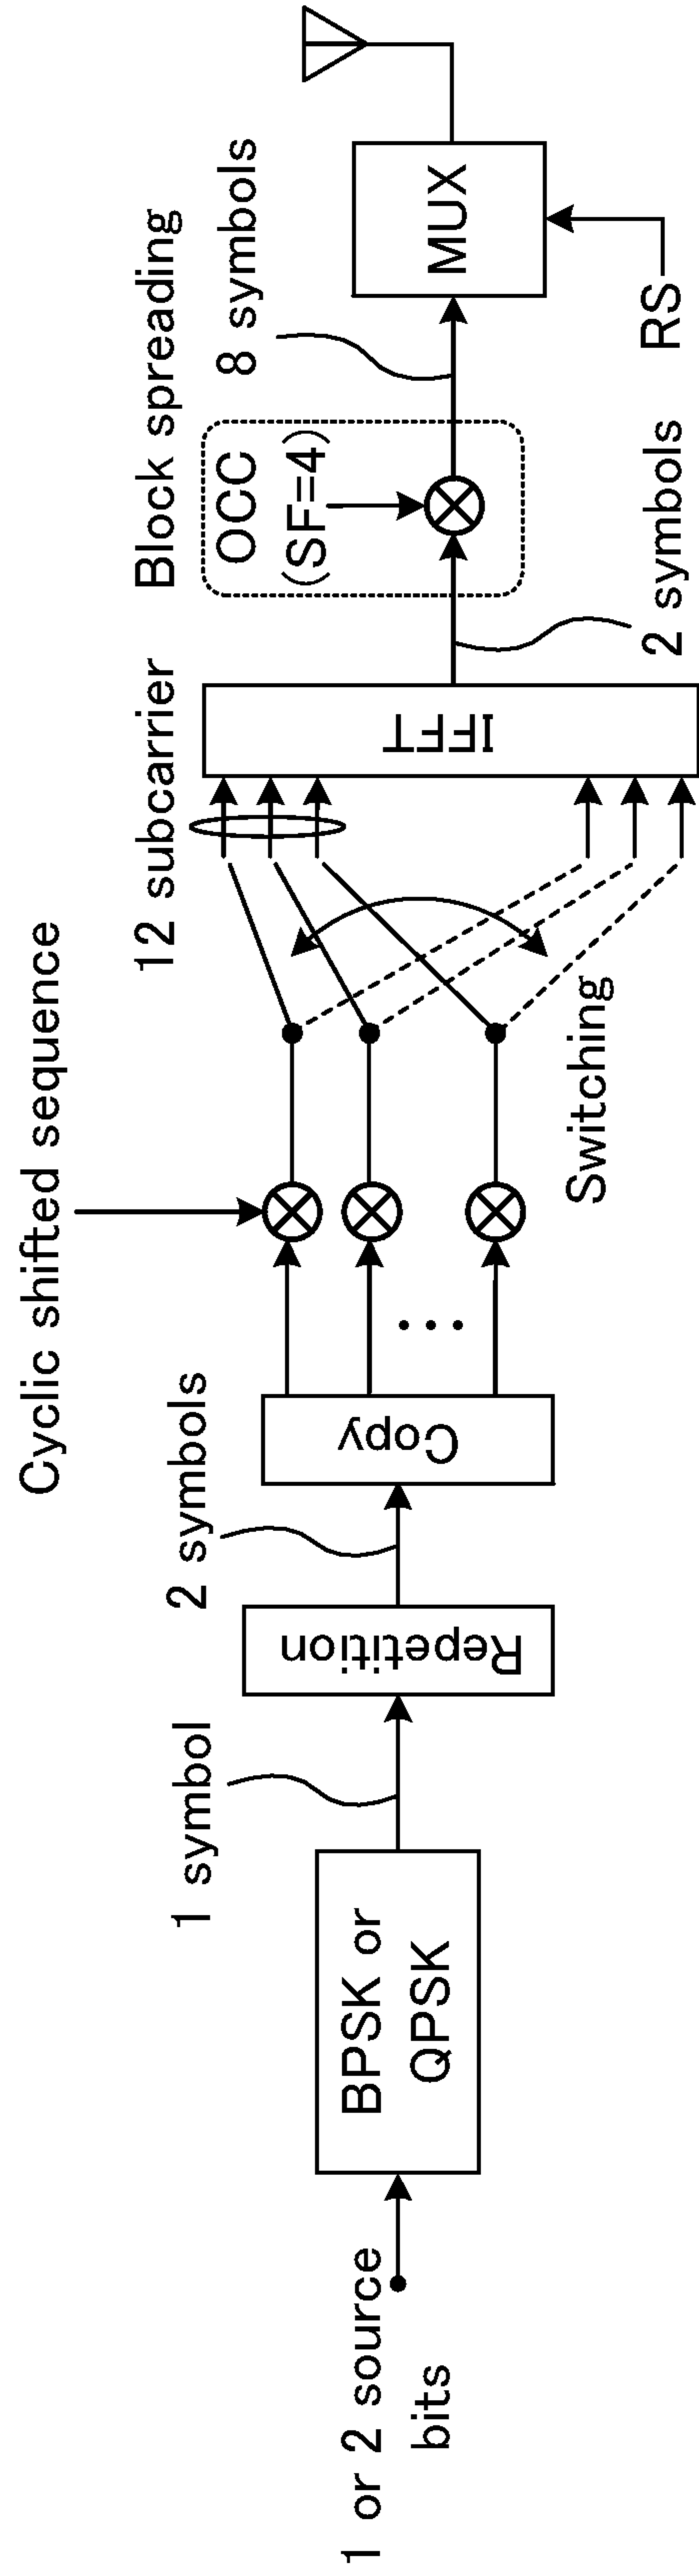 1 or 2 source
bits
BPSK or
QPSK
1 symbol
Repetition
2 symbols
Copy
Cyclic shifted sequence
Switching
12 subcarrier
IFFT
2 symbols
Block spreading
OCC
(SF=4)
8 symbols
MUX
RS